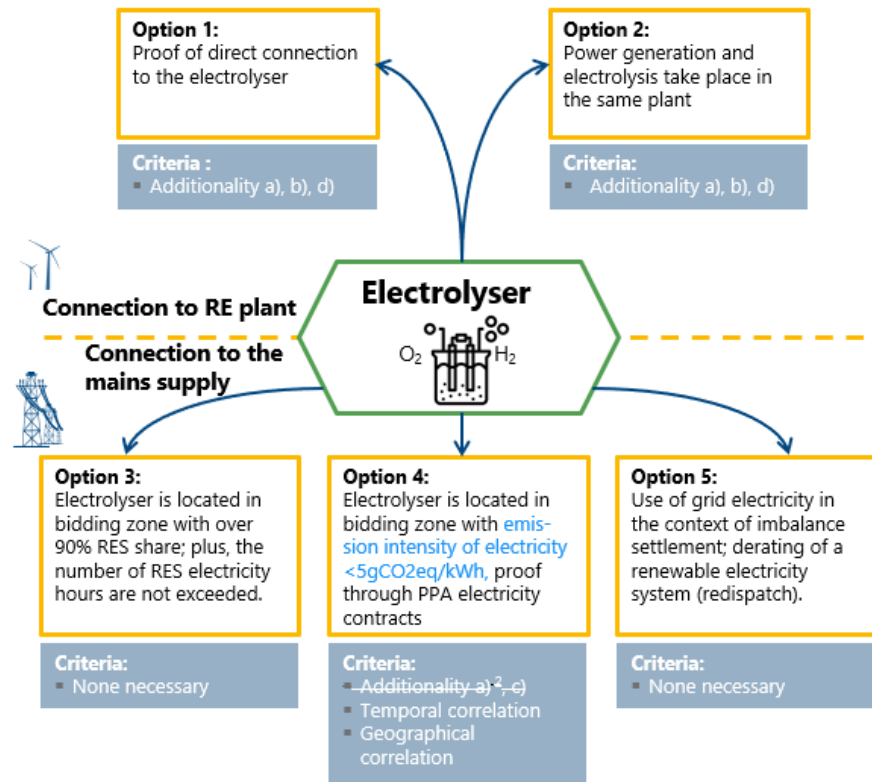 Option 1:
Proof of direct connection
to the electrolyser
Criteria :
▪ Additionality a), b), d)
Option 2:
Power generation and
electrolysis take place in
the same plant
Criteria:
▪ Additionality a), b), d)
Connection to RE plant
Electrolyser
O₂ H₂
Connection to the
mains supply
Option 3:
Electrolyser is located in
bidding zone with over
90% RES share; plus, the
number of RES electricity
hours are not exceeded.
Criteria:
▪ None necessary
Option 4:
Electrolyser is located in
bidding zone with emis-
sion intensity of electricity
<5gCO2eq/kWh, proof
through PPA electricity
contracts
Criteria:
▪ Additionality a)², c)
▪ Temporal correlation
▪ Geographical
correlation
Option 5:
Use of grid electricity in
the context of imbalance
settlement; derating of a
renewable electricity
system (redispatch).
Criteria:
▪ None necessary